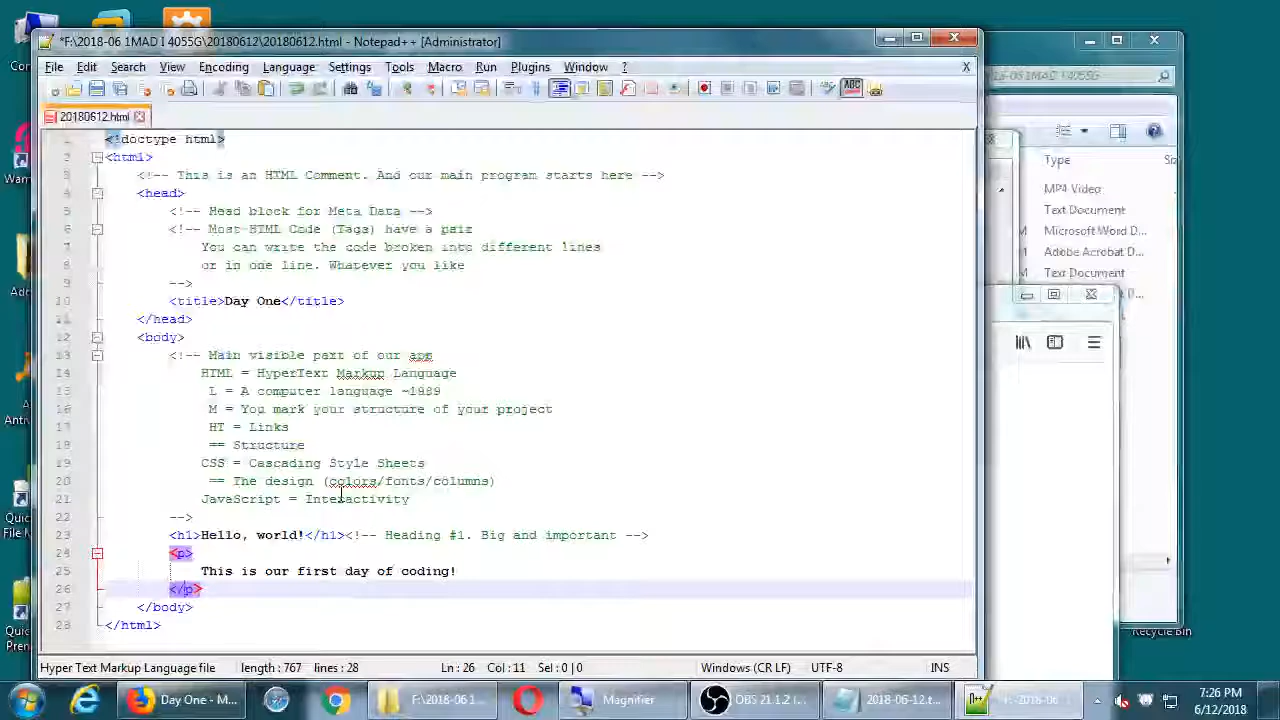 *F:\2018-06 1MAD I 4055G\20180612\20180612.html - Notepad++ [Administrator]
File Edit Search View Encoding Language Settings Tools Macro Run Plugins Window ? X
20180612.html
1 <!doctype html>
2 <html>
3 <!-- This is an HTML Comment. And our main program starts here -->
4 <head>
5 <!-- Head block for Meta Data -->
6 <!-- Most-HTML Code (Tags) have a pair
7 You can write the code broken into different lines
8 or in one line. Whatever you like
9 -->
10 <title>Day One</title>
11 </head>
12 <body>
13 <!-- Main visible part of our app
14 HTML = HyperText Markup Language
15 L = A computer language ~1989
16 M = You mark your structure of your project
17 HT = Links
18 == Structure
19 CSS = Cascading Style Sheets
20 == The design (colors/fonts/columns)
21 JavaScript = Interactivity
22 -->
23 <h1>Hello, world!</h1><!-- Heading #1. Big and important -->
24 <p>
25 This is our first day of coding!
26 </p>
27 </body>
28 </html>
Hyper Text Markup Language file length : 767 lines : 28 Ln : 26 Col : 11 Sel : 0 | 0 Windows (CR LF) UTF-8 INS
18-06 1MAD I 4055G
Type
MP4 Video
Text Document
Microsoft Word D...
Adobe Acrobat D...
Text Document
Recycle Bin
Quic
File N
Quic
Pren
Day One - M...
F:\2018-06 1
Magnifier
OBS 21.1.2 (
2018-06-12.t
7:26 PM
6/12/2018